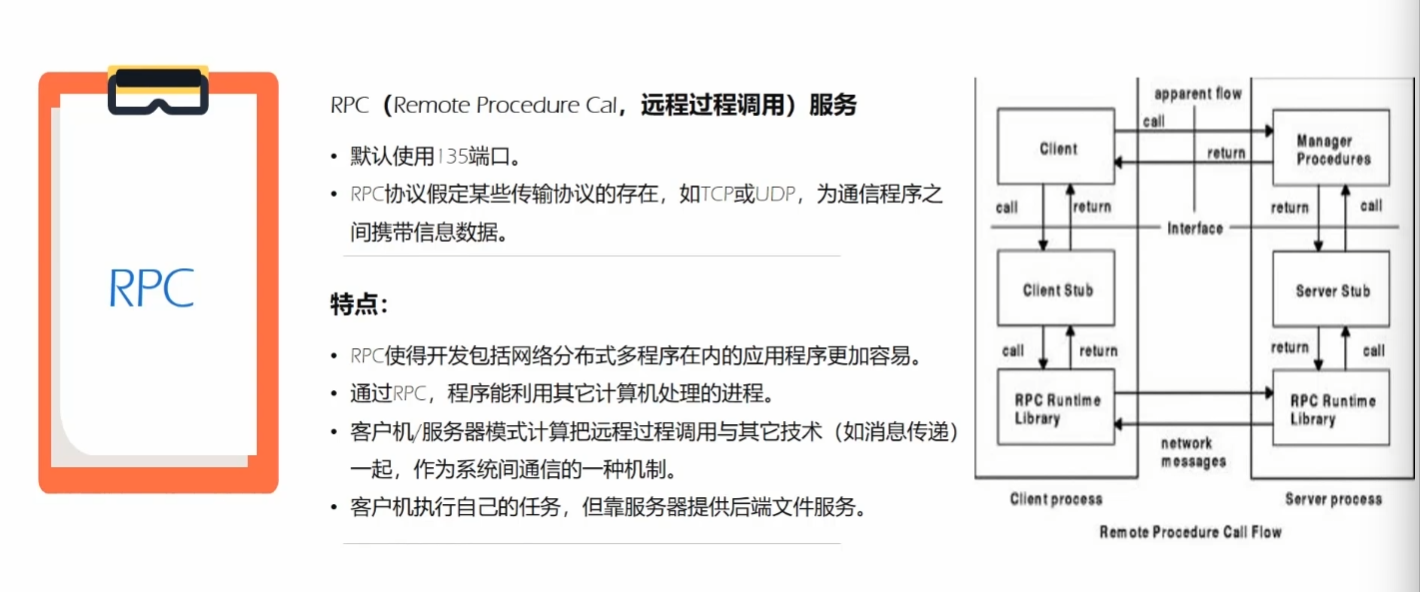 RPC
RPC（Remote Procedure Cal，远程过程调用）服务
• 默认使用135端口。
• RPC协议假定某些传输协议的存在，如TCP或UDP，为通信程序之
间携带信息数据。
特点：
• RPC使得开发包括网络分布式多程序在内的应用程序更加容易。
• 通过RPC，程序能利用其它计算机处理的进程。
• 客户机/服务器模式计算把远程过程调用与其它技术（如消息传递）
一起，作为系统间通信的一种机制。
• 客户机执行自己的任务，但靠服务器提供后端文件服务。
apparent flow
call
Client
return
Manager
Procedures
call
return
return
call
Interface
Client Stub
Server Stub
call
return
return
call
RPC Runtime
Library
RPC Runtime
Library
network
messages
Client process
Server process
Remote Procedure Call Flow